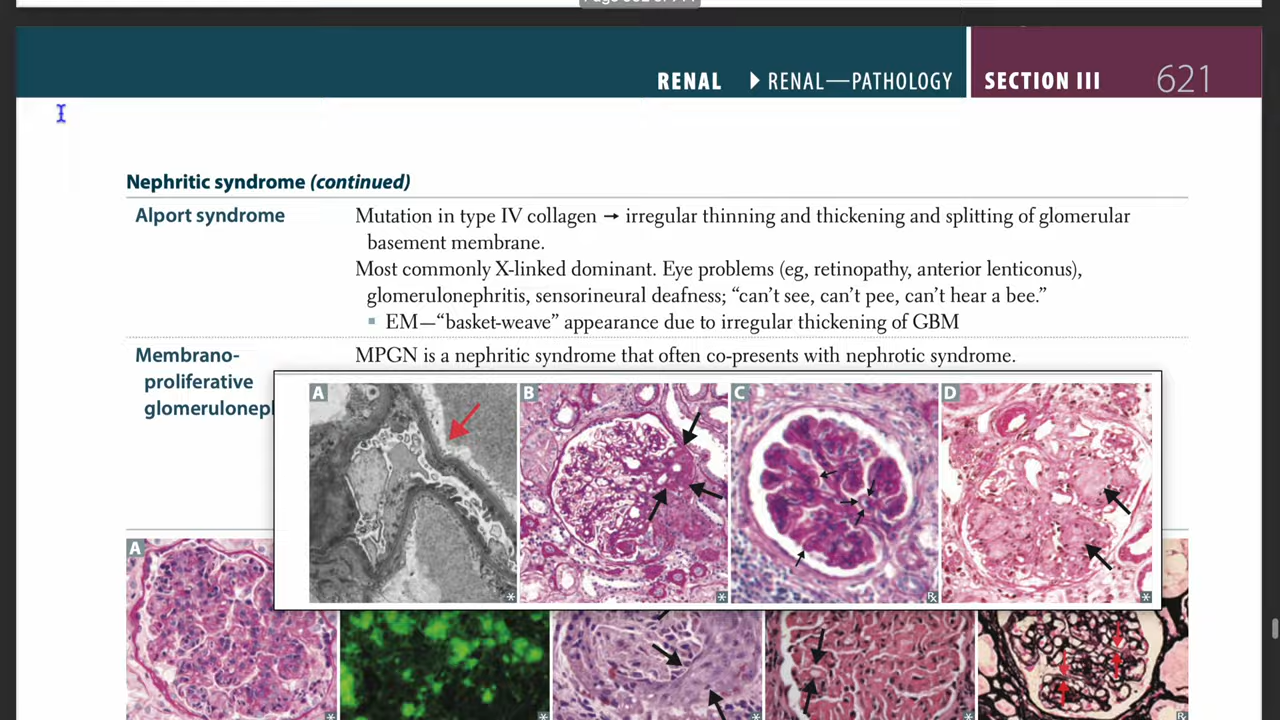 RENAL ▶ RENAL—PATHOLOGY SECTION III 621
Nephritic syndrome (continued)
Alport syndrome
Mutation in type IV collagen → irregular thinning and thickening and splitting of glomerular
basement membrane.
Most commonly X-linked dominant. Eye problems (eg, retinopathy, anterior lenticonus),
glomerulonephritis, sensorineural deafness; “can’t see, can’t pee, can’t hear a bee.”
▪ EM—“basket-weave” appearance due to irregular thickening of GBM
Membrano-
proliferative
glomeruloneph
MPGN is a nephritic syndrome that often co-presents with nephrotic syndrome.
A B C D
A